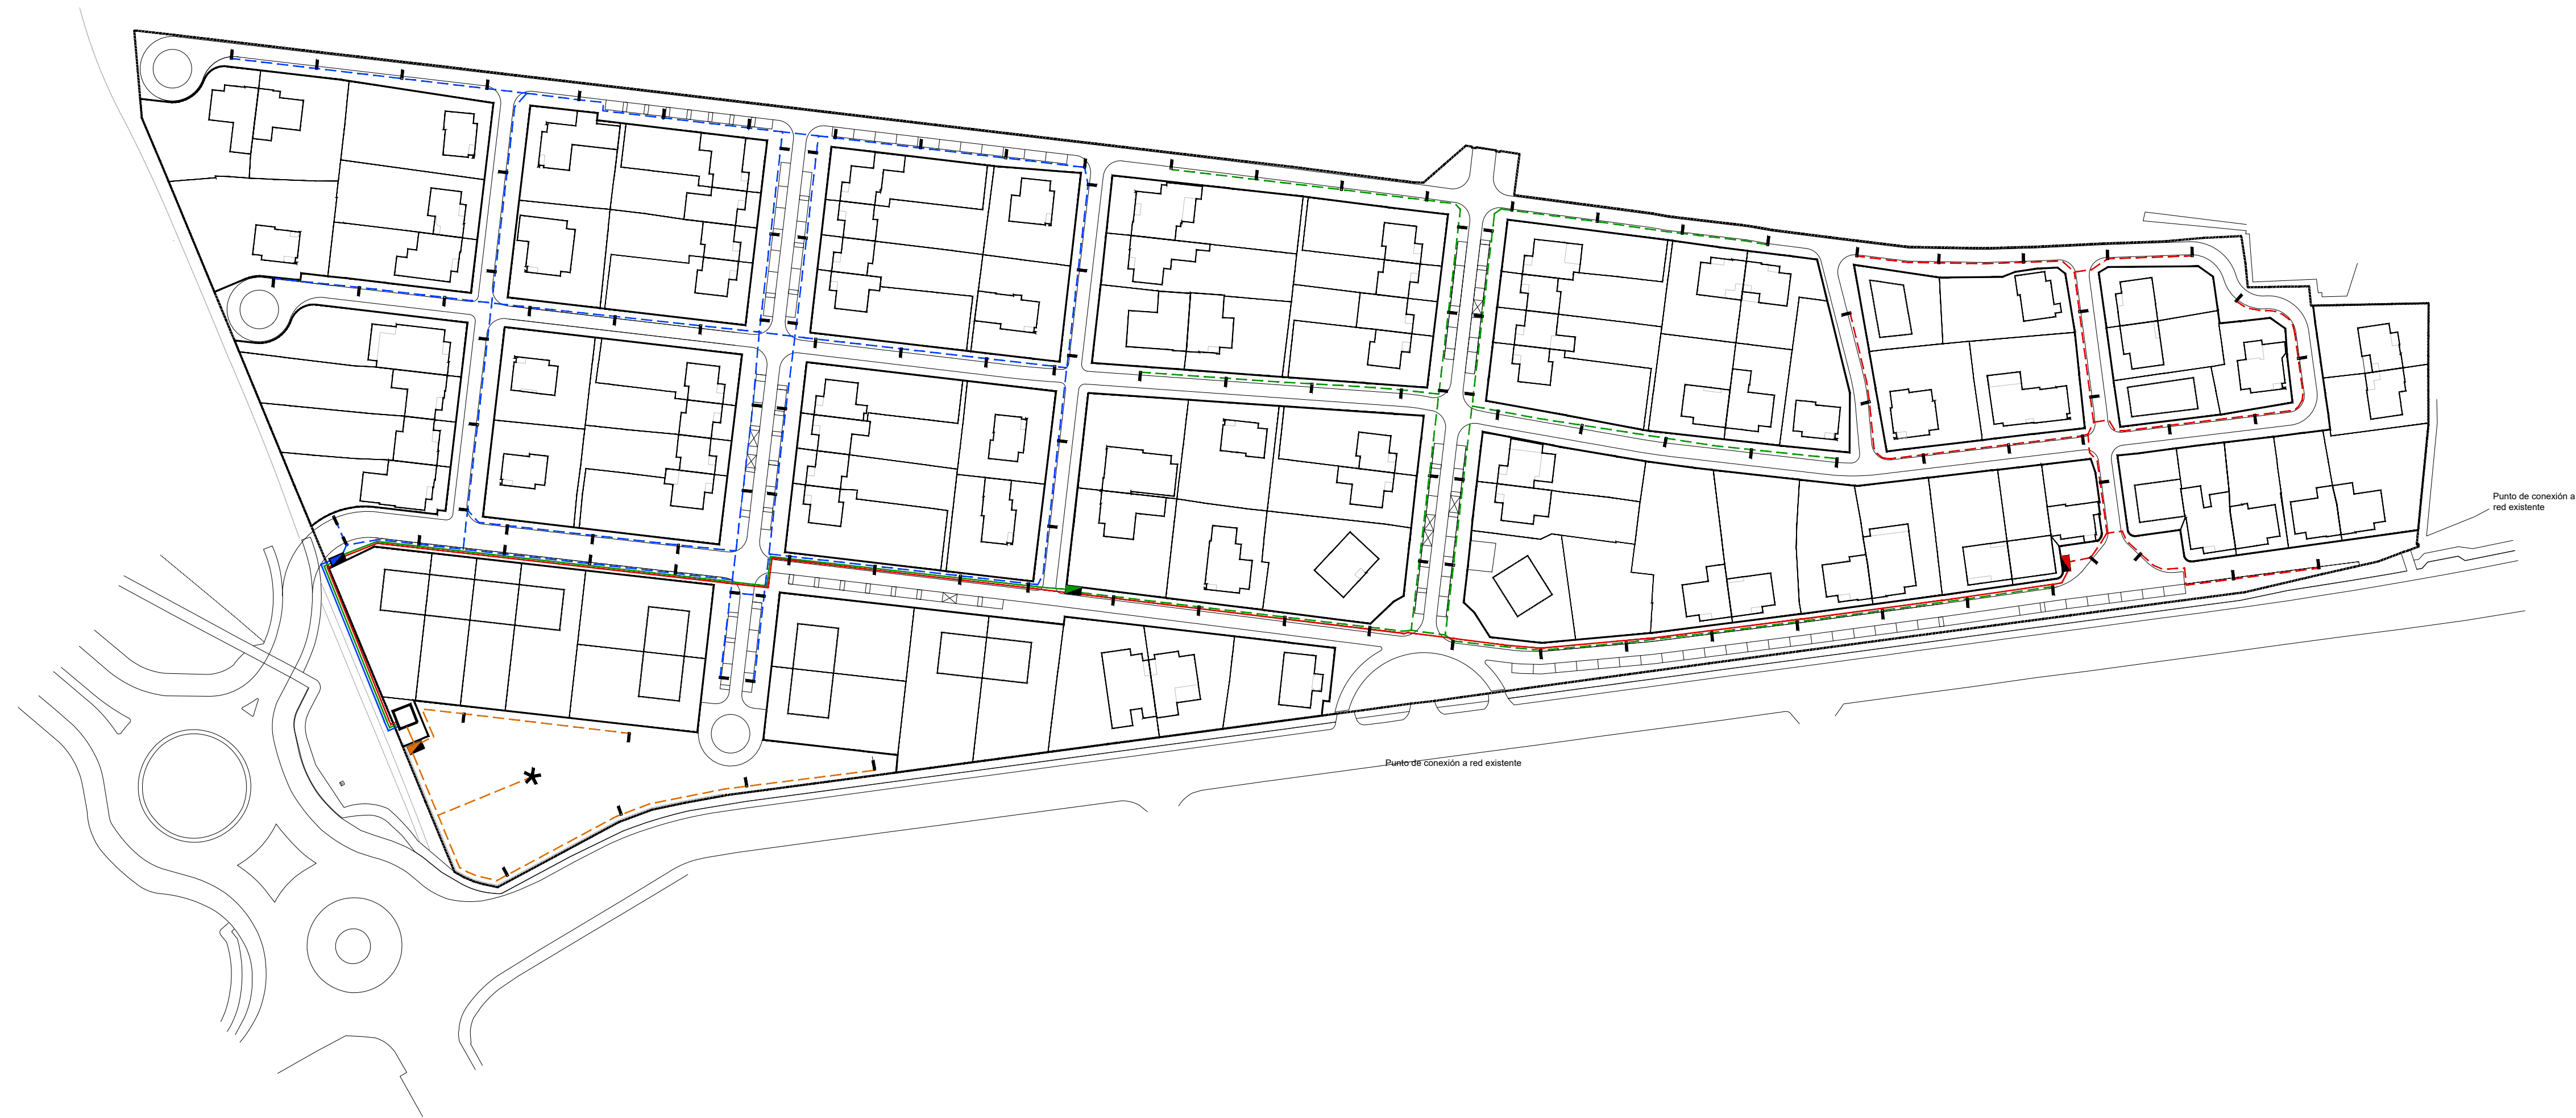 Punto de conexión a
red existente
Punto de conexión a red existente